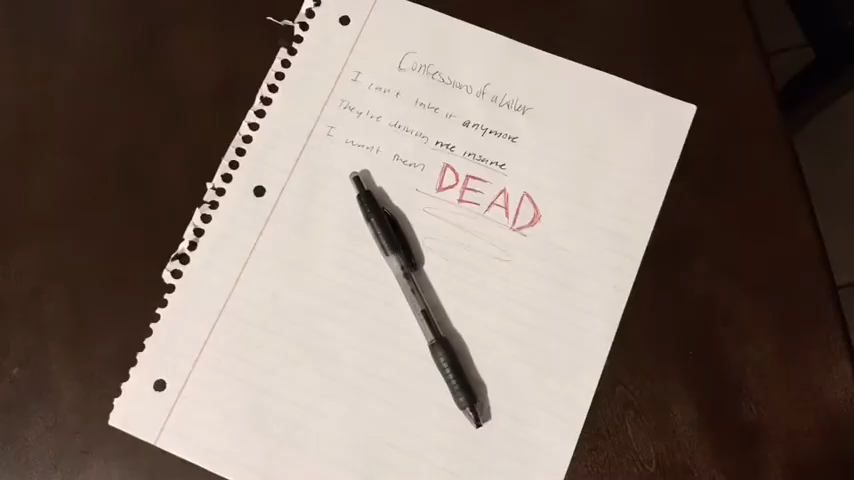 Confessions of a killer
I can't take it anymore
They're driving me insane
I want them DEAD